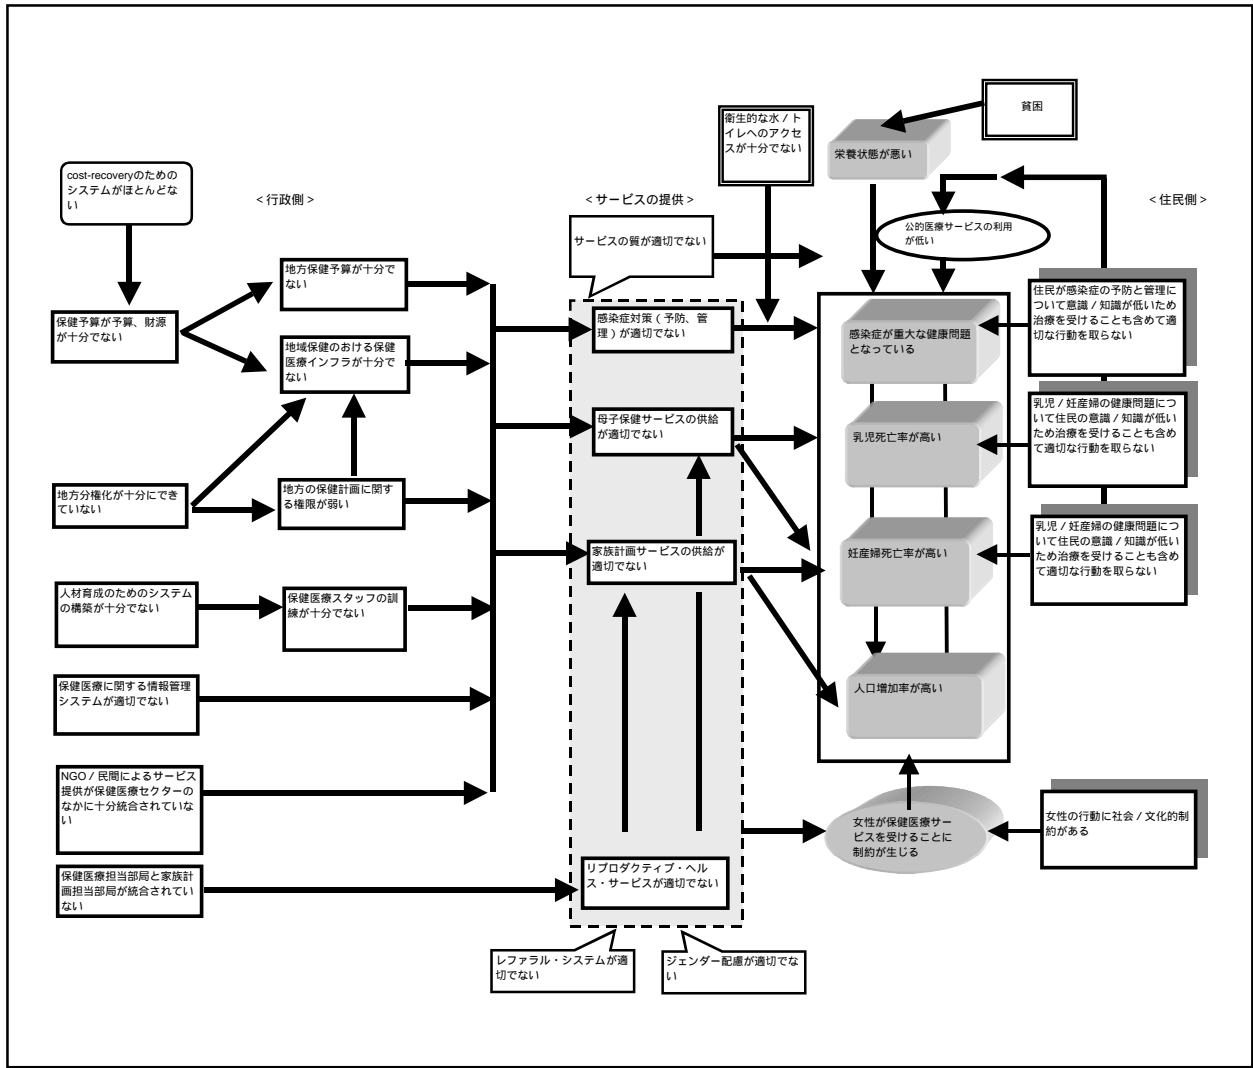 貧困
衛生的な水 / ト
イレへのアクセ
スが十分でない
栄養状態が悪い
cost-recoveryのための
システムがほとんどな
い
< 行政側 >
< サービスの提供 >
< 住民側 >
サービスの質が適切でない
公的医療サービスの利用
が低い
地方保健予算が十分で
ない
保健予算が予算、財源
が十分でない
地域保健のおける保健
医療インフラが十分で
ない
感染症対策 ( 予防、管
理 ) が適切でない
感染症が重大な健康問題
となっている
住民が感染症の予防と管理に
ついて意識 / 知識が低いため
治療を受けることも含めて適
切な行動を取らない
母子保健サービスの供給
が適切でない
乳児死亡率が高い
乳児 / 妊産婦の健康問題につ
いて住民の意識 / 知識が低い
ため治療を受けることも含め
て適切な行動を取らない
地方分権化が十分にでき
ていない
地方の保健計画に関す
る権限が弱い
家族計画サービスの供給が
適切でない
妊産婦死亡率が高い
乳児 / 妊産婦の健康問題につ
いて住民の意識 / 知識が低い
ため治療を受けることも含め
て適切な行動を取らない
人材育成のためのシステム
の構築が十分でない
保健医療スタッフの訓
練が十分でない
保健医療に関する情報管理
システムが適切でない
人口増加率が高い
NGO / 民間によるサービス
提供が保健医療セクターの
なかに十分統合されていな
い
女性が保健医療サー
ビスを受けることに
制約が生じる
女性の行動に社会 / 文化的制
約がある
保健医療担当部局と家族計
画担当部局が統合されてい
ない
リプロダクティブ・ヘル
ス・サービスが適切でない
レファラル・システムが適
切でない
ジェンダー配慮が適切でな
い